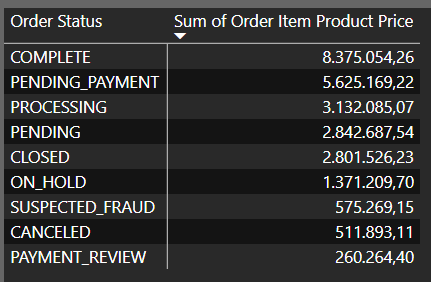 Order Status Sum of Order Item Product Price
COMPLETE 8.375.054,26
PENDING_PAYMENT 5.625.169,22
PROCESSING 3.132.085,07
PENDING 2.842.687,54
CLOSED 2.801.526,23
ON_HOLD 1.371.209,70
SUSPECTED_FRAUD 575.269,15
CANCELED 511.893,11
PAYMENT_REVIEW 260.264,40